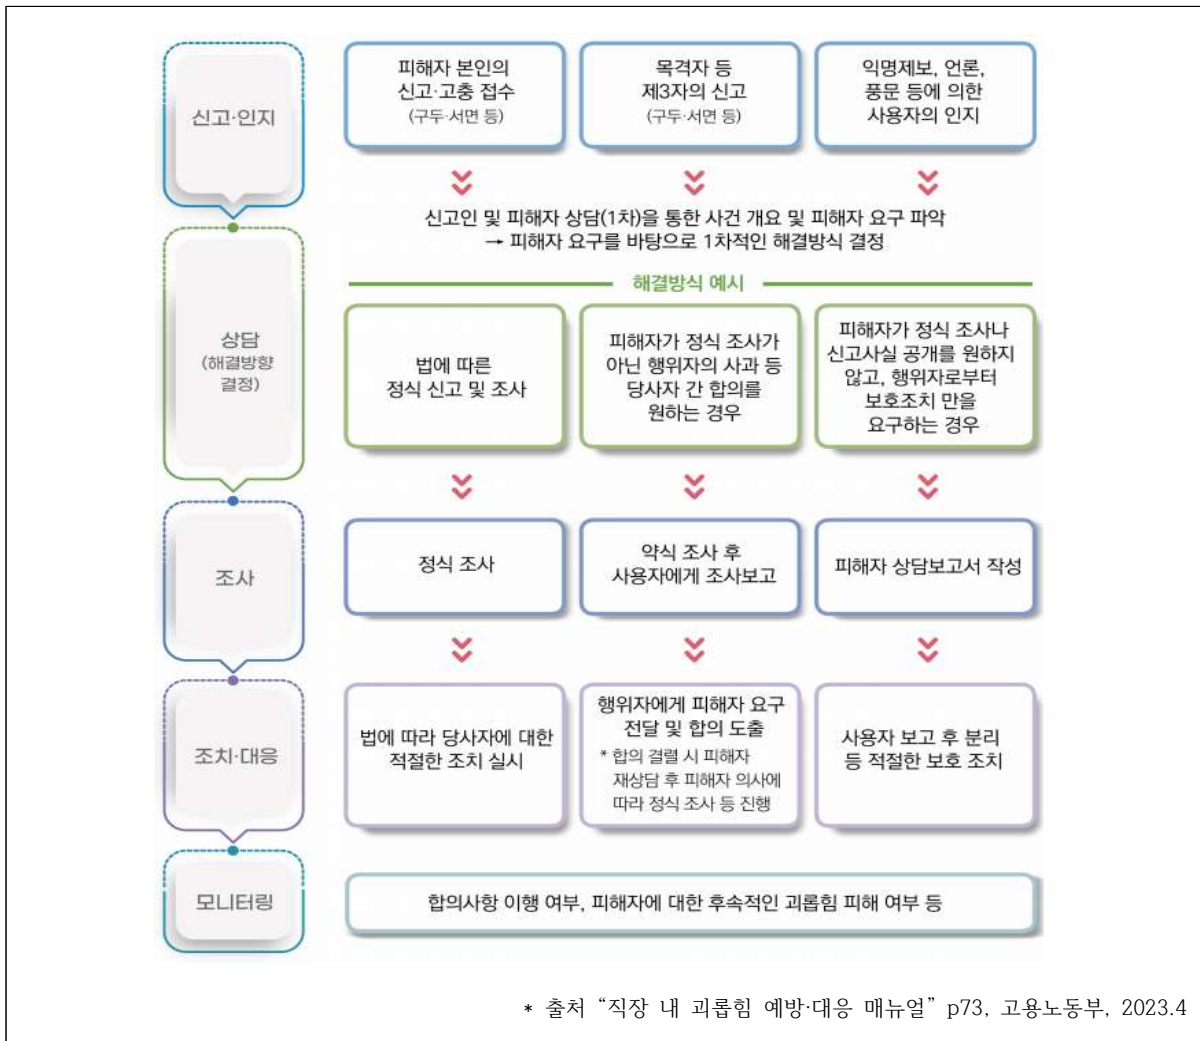 신고·인지
피해자 본인의
신고·고충 접수
(구두·서면 등)
목격자 등
제3자의 신고
(구두·서면 등)
익명제보, 언론,
풍문 등에 의한
사용자의 인지
신고인 및 피해자 상담(1차)을 통한 사건 개요 및 피해자 요구 파악
→ 피해자 요구를 바탕으로 1차적인 해결방식 결정
상담
(해결방향
결정)
해결방식 예시
법에 따른
정식 신고 및 조사
피해자가 정식 조사가
아닌 행위자의 사과 등
당사자 간 합의를
원하는 경우
피해자가 정식 조사나
신고사실 공개를 원하지
않고, 행위자로부터
보호조치 만을
요구하는 경우
조사
정식 조사
약식 조사 후
사용자에게 조사보고
피해자 상담보고서 작성
조치·대응
법에 따라 당사자에 대한
적절한 조치 실시
행위자에게 피해자 요구
전달 및 합의 도출
* 합의 결렬 시 피해자
재상담 후 피해자 의사에
따라 정식 조사 등 진행
사용자 보고 후 분리
등 적절한 보호 조치
모니터링
합의사항 이행 여부, 피해자에 대한 후속적인 괴롭힘 피해 여부 등
* 출처 “직장 내 괴롭힘 예방·대응 매뉴얼” p73, 고용노동부, 2023.4